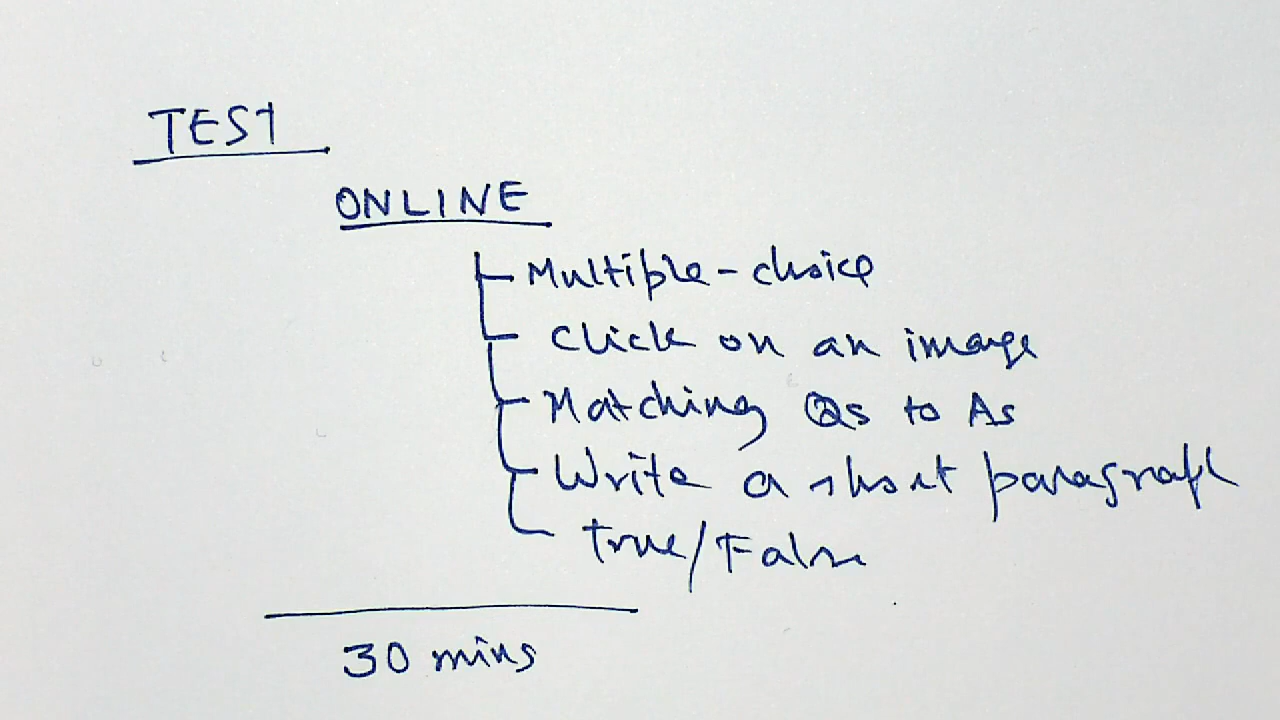 TEST
ONLINE
Multiple-choice
Click on an image
Matching Qs to As
Write a short paragraph
True/False
30 mins